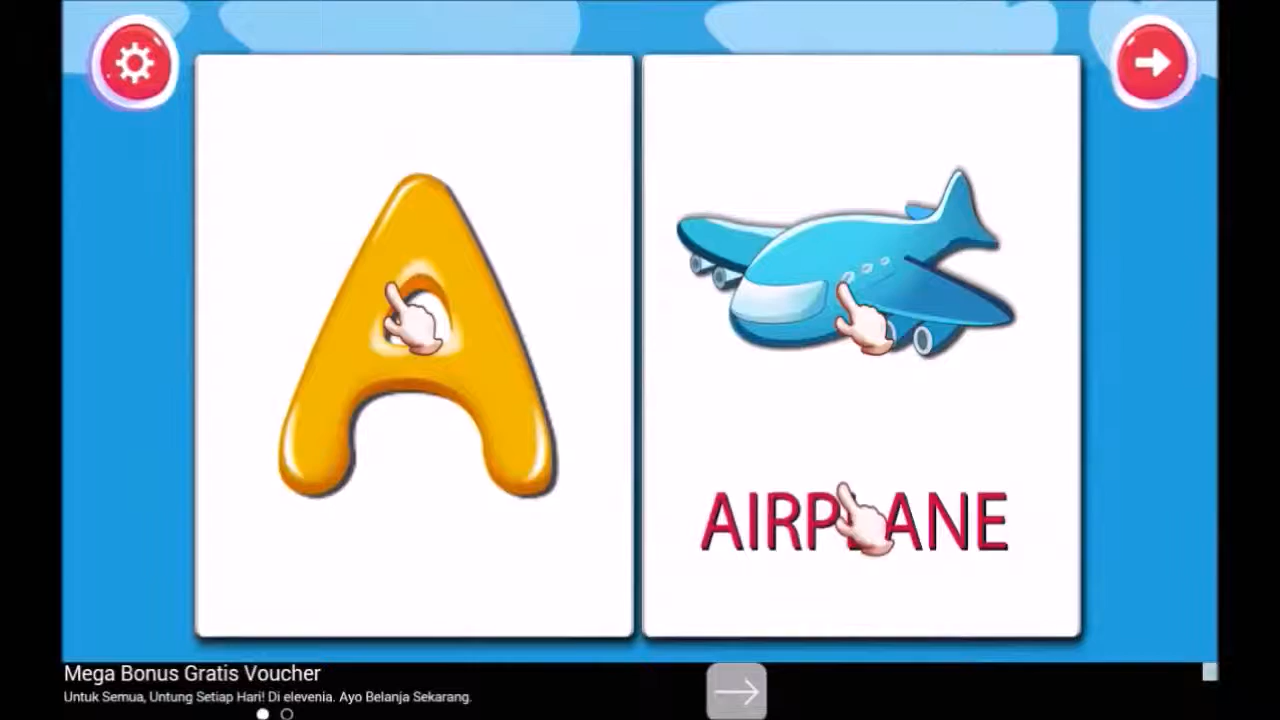 A
AIRPLANE
Mega Bonus Gratis Voucher
Untuk Semua, Untung Setiap Hari! Di elevenia. Ayo Belanja Sekarang.